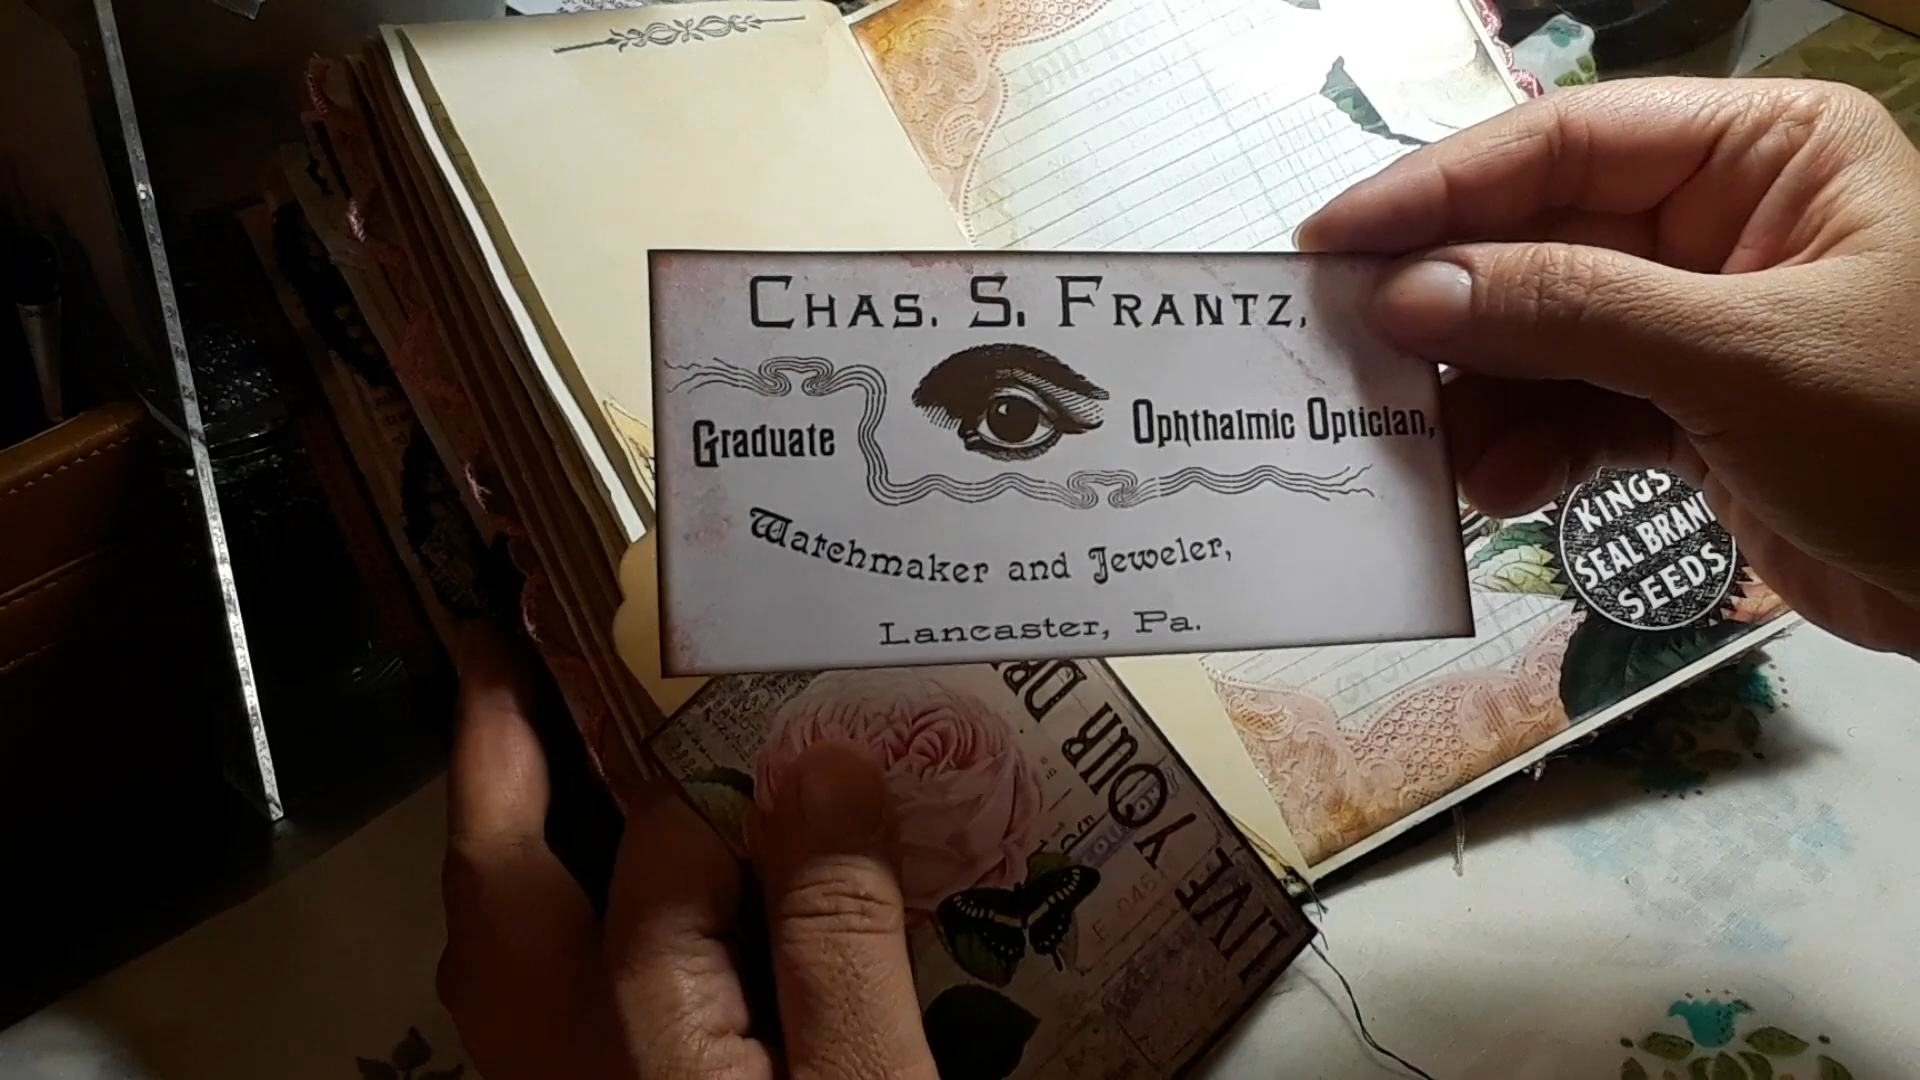 CHAS. S. FRANTZ,
Graduate Ophthalmic Optician,
Watchmaker and Jeweler,
Lancaster, Pa.
KINGS
SEAL BRAND
SEEDS
LIVE YOUR